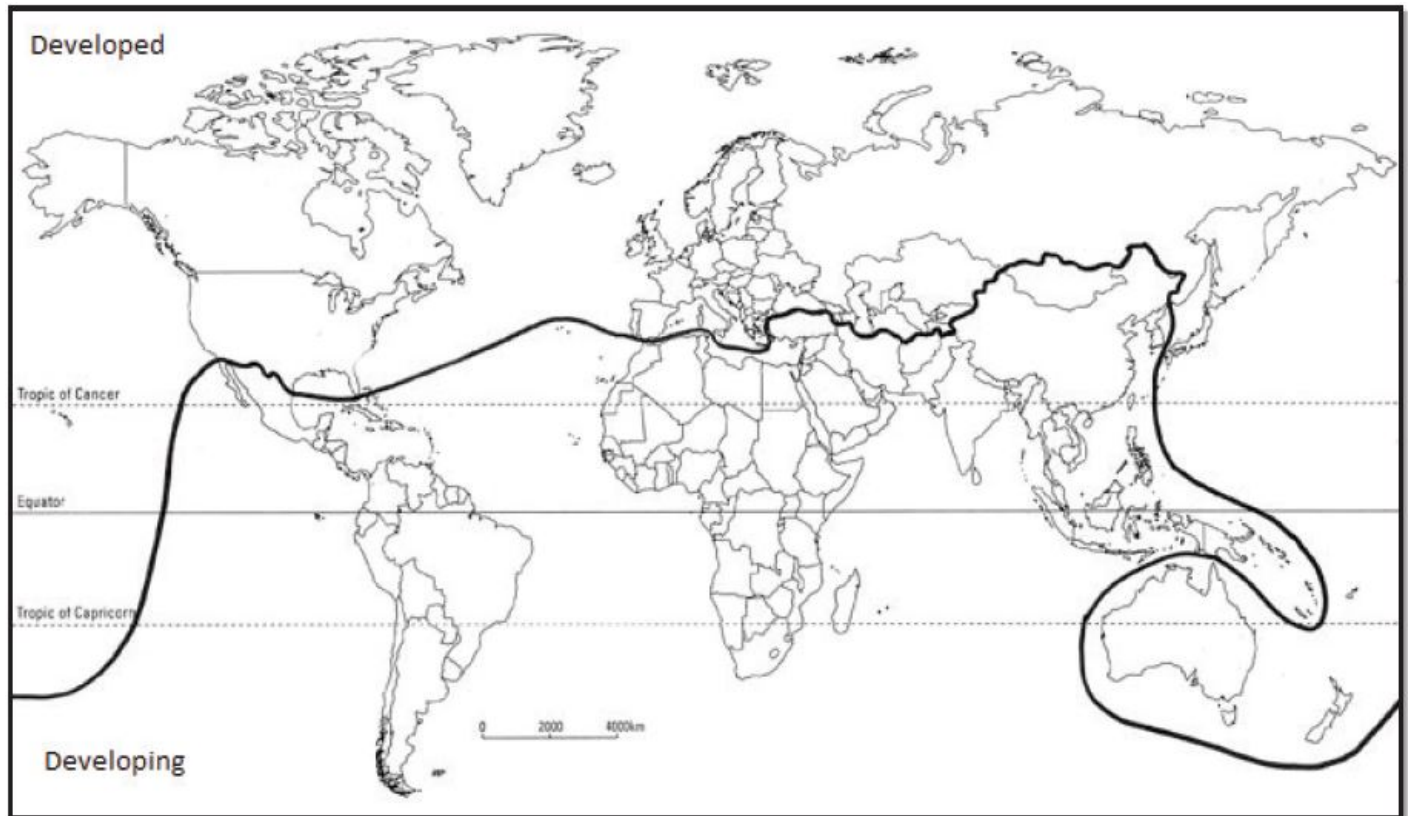 Developed
Tropic of Cancer
Equator
Tropic of Capricorn
0 2000 4000km
Developing